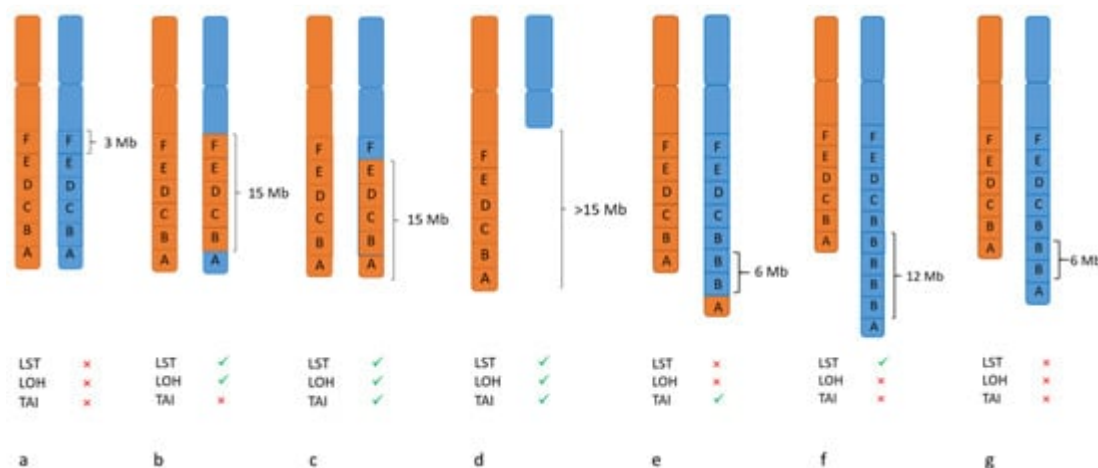 F F
E E
D D
C C
B B
A A
3 Mb
LST ×
LOH ×
TAI ×
a
F F
E E
D D
C C
B B
A A
15 Mb
LST ✓
LOH ✓
TAI ×
b
F F
E E
D D
C C
B B
A A
15 Mb
LST ✓
LOH ✓
TAI ✓
c
F
E
D
C
B
A
>15 Mb
LST ✓
LOH ✓
TAI ✓
d
F F
E E
D D
C C
B B
A B
B
A
6 Mb
LST ×
LOH ×
TAI ✓
e
F F
E E
D D
C C
B B
A B
B
B
B
A
12 Mb
LST ✓
LOH ×
TAI ×
f
F F
E E
D D
C C
B B
A B
B
A
6 Mb
LST ×
LOH ×
TAI ×
g